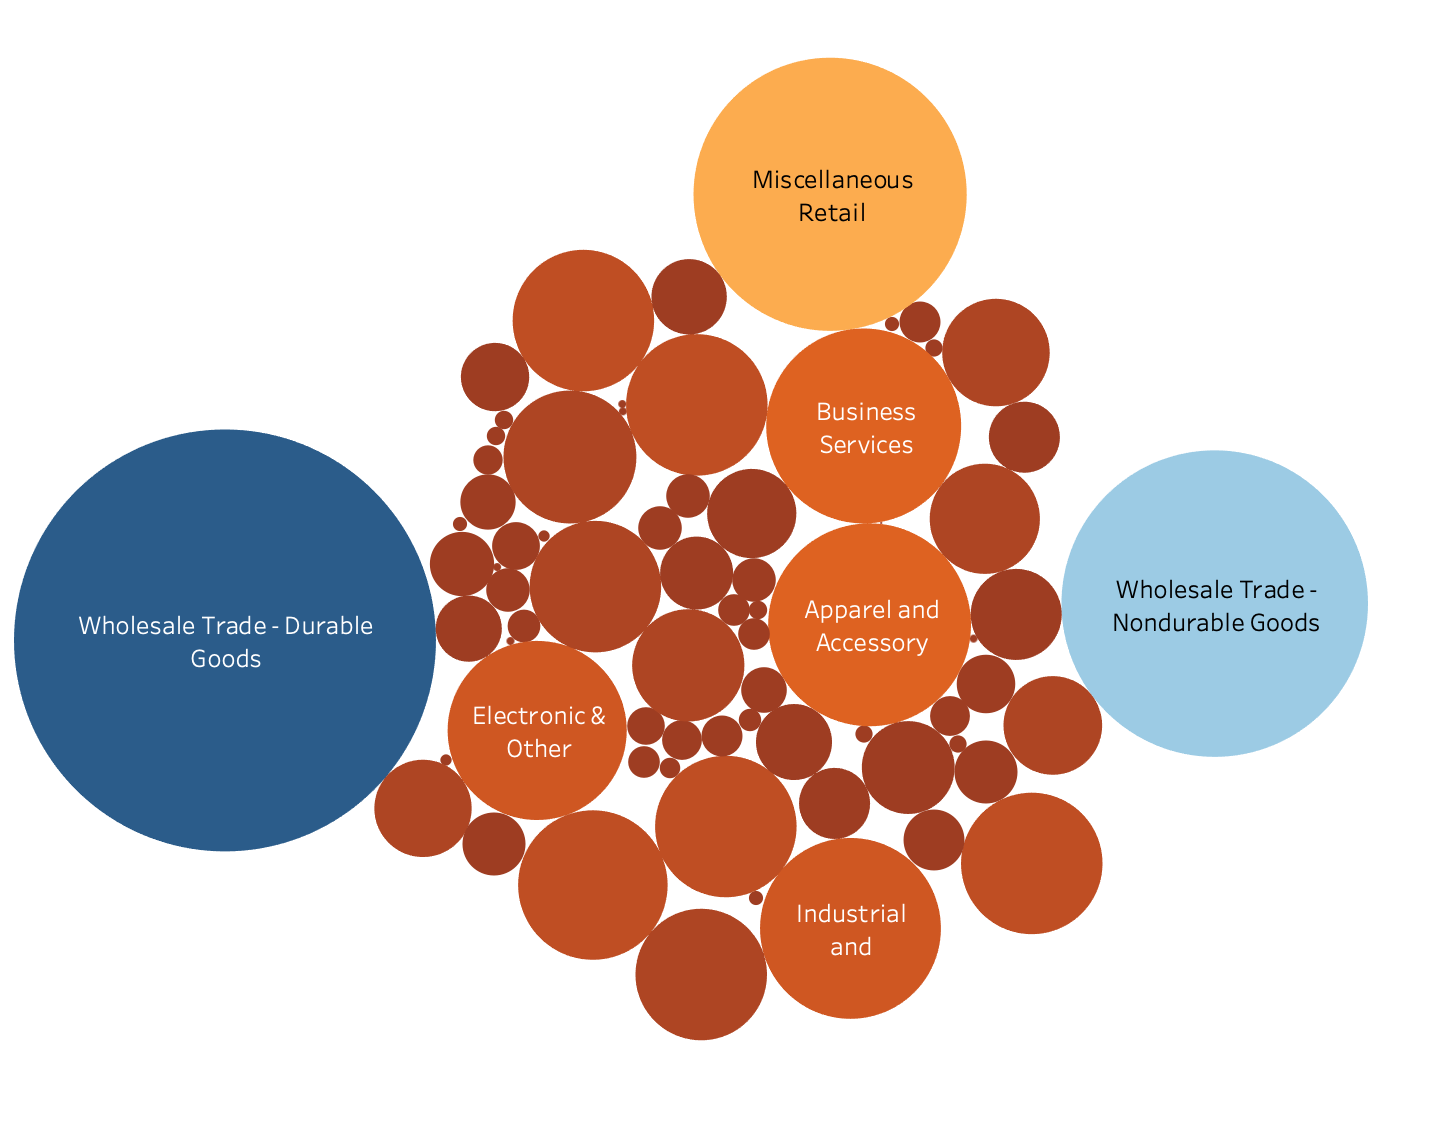 Miscellaneous
Retail
Business
Services
Wholesale Trade - Durable
Goods
Apparel and
Accessory
Wholesale Trade -
Nondurable Goods
Electronic &
Other
Industrial
and